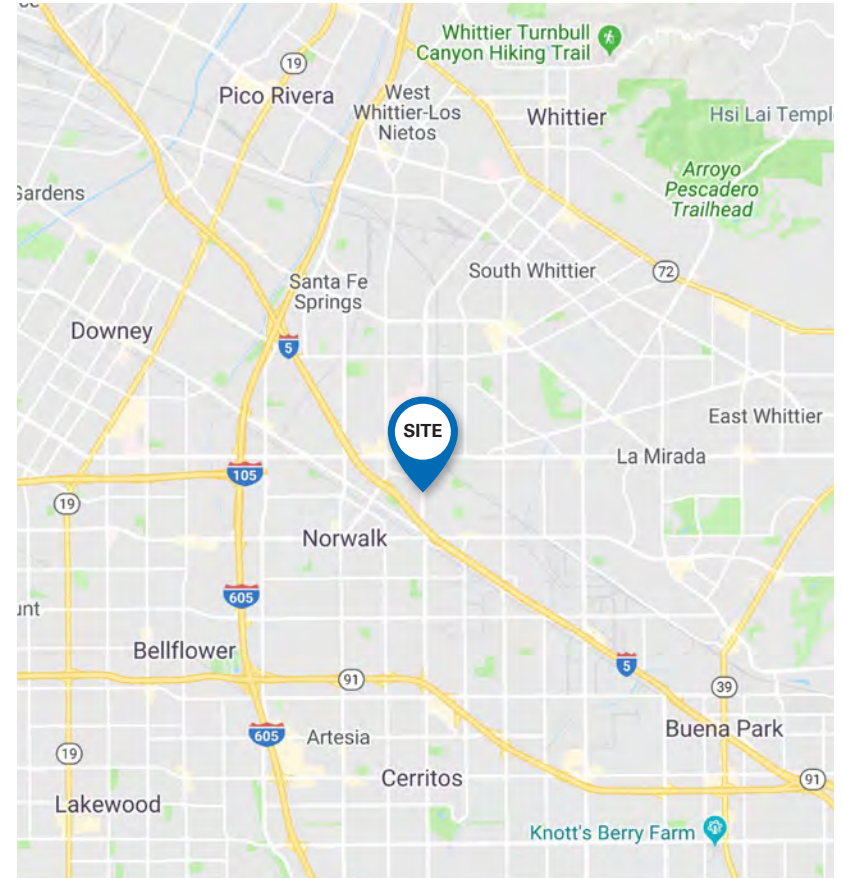 Whittier Turnbull
Canyon Hiking Trail
19
Pico Rivera
West
Whittier-Los
Nietos
Whittier
Hsi Lai Templ
Arroyo
Pescadero
Trailhead
Gardens
South Whittier
72
Santa Fe
Springs
Downey
5
SITE
East Whittier
La Mirada
105
19
Norwalk
605
unt
Bellflower
91
5
39
605
Artesia
Buena Park
19
Cerritos
91
Lakewood
Knott's Berry Farm